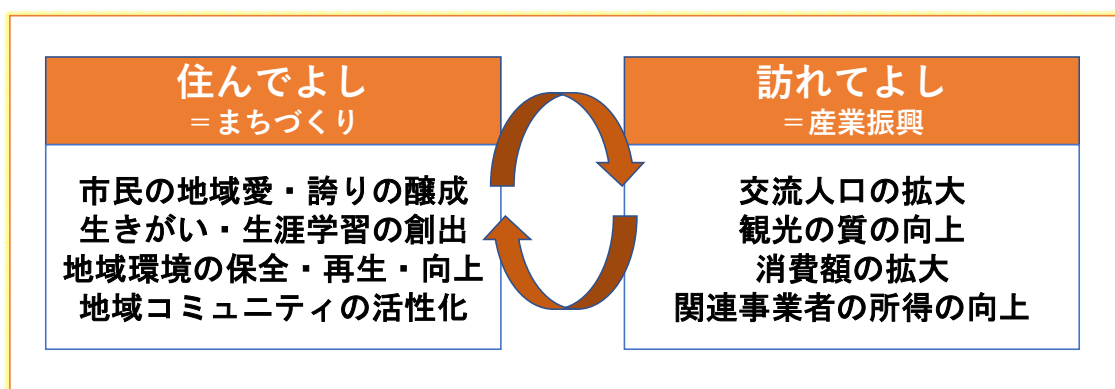 住んでよし
＝まちづくり
市民の地域愛・誇りの醸成
生きがい・生涯学習の創出
地域環境の保全・再生・向上
地域コミュニティの活性化
訪れてよし
＝産業振興
交流人口の拡大
観光の質の向上
消費額の拡大
関連事業者の所得の向上